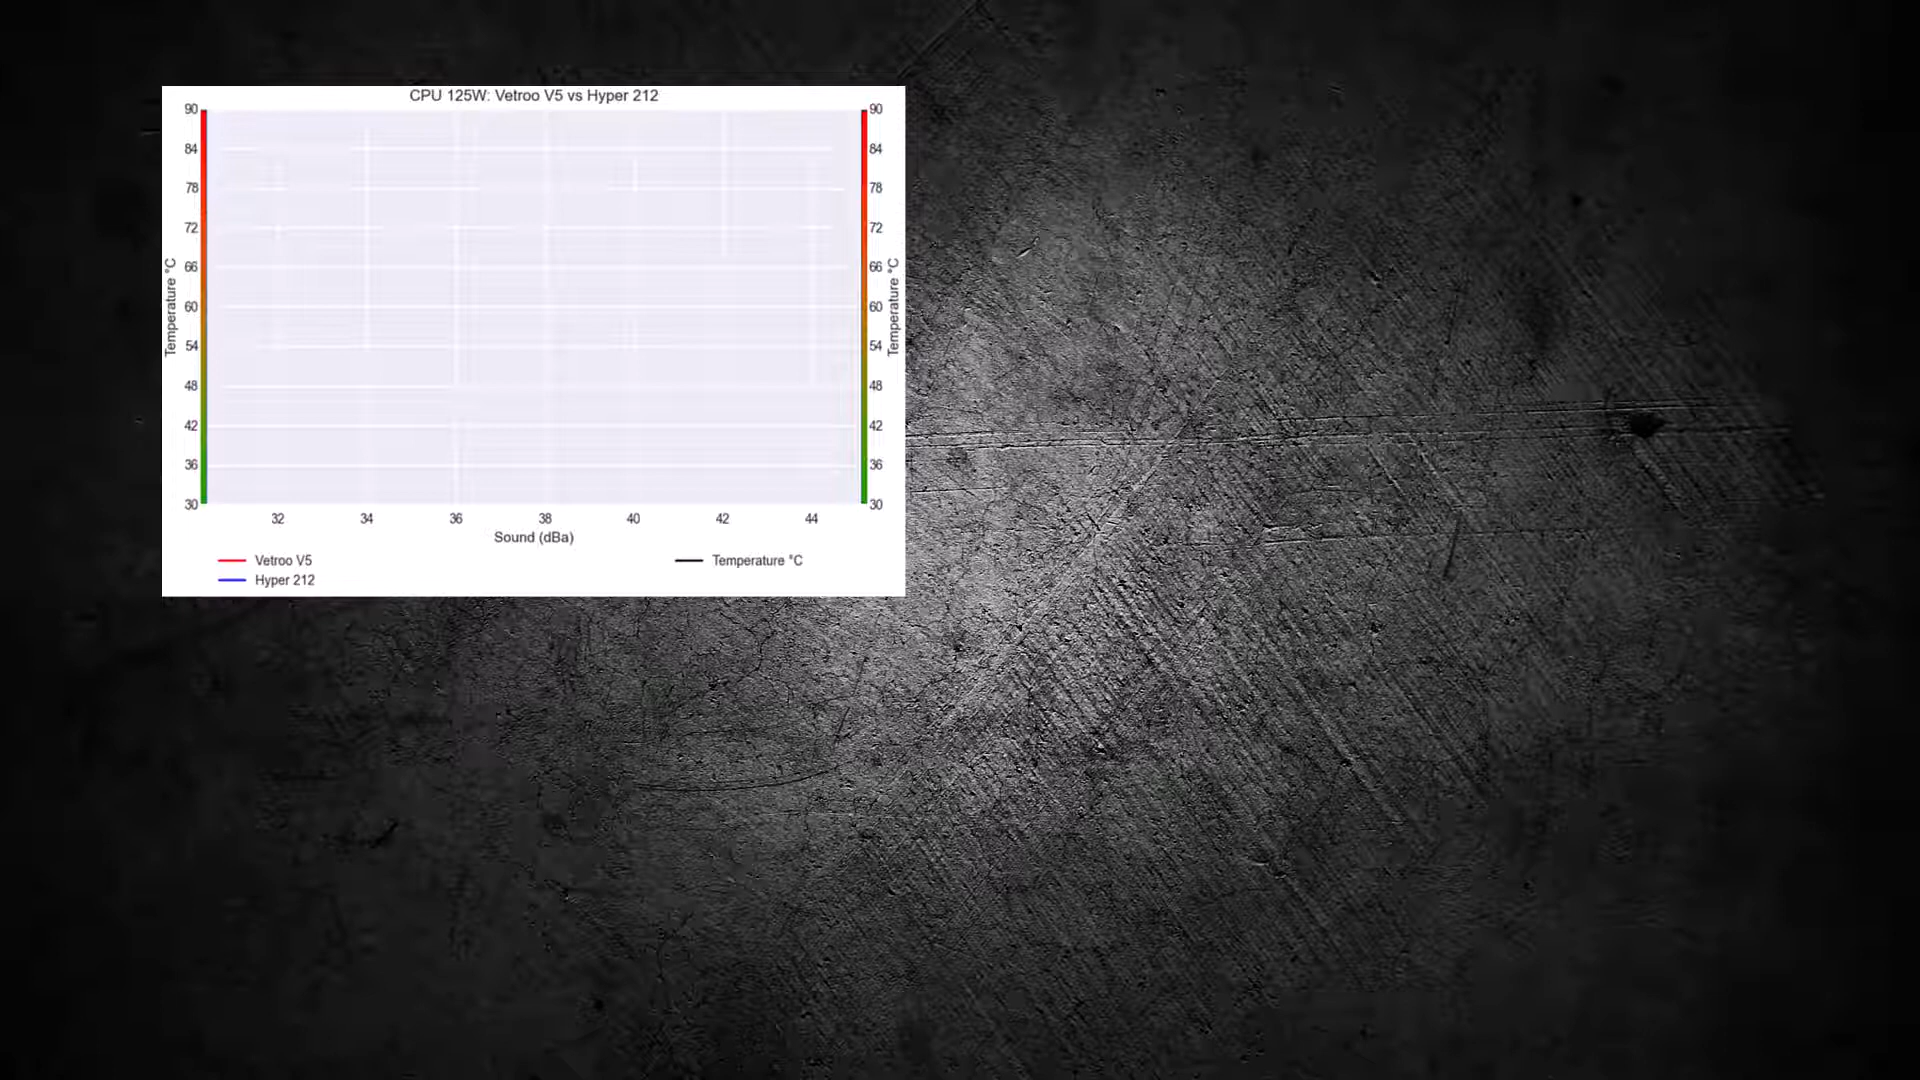 CPU 125W: Vetroo V5 vs Hyper 212
90
84
78
72
66
60
54
48
42
36
30
Temperature °C
90
84
78
72
66
60
54
48
42
36
30
Temperature °C
32 34 36 38 40 42 44
Sound (dBa)
Vetroo V5
Hyper 212
Temperature °C